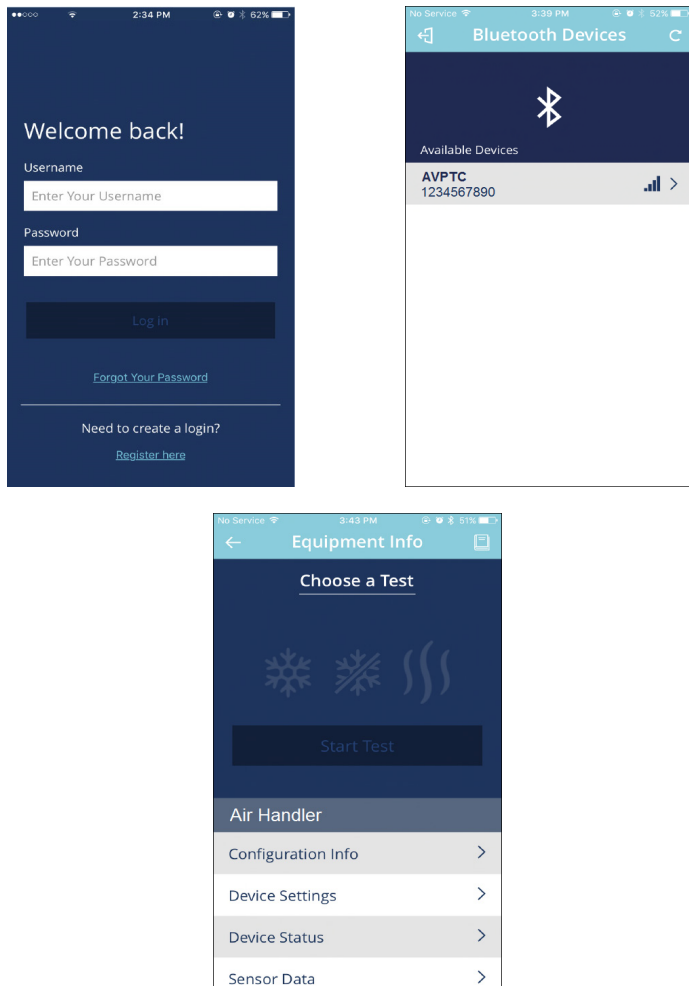 2:34 PM
62%
Welcome back!
Username
Enter Your Username
Password
Enter Your Password
Log in
Forgot Your Password
Need to create a login?
Register here
No Service
3:39 PM
52%
Bluetooth Devices
Available Devices
AVPTC
1234567890
No Service
3:43 PM
51%
Equipment Info
Choose a Test
Start Test
Air Handler
Configuration Info
Device Settings
Device Status
Sensor Data